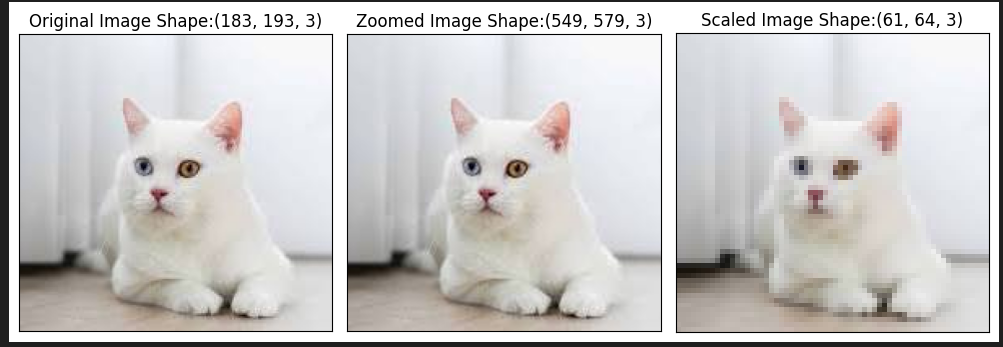 Original Image Shape:(183, 193, 3)
Zoomed Image Shape:(549, 579, 3)
Scaled Image Shape:(61, 64, 3)